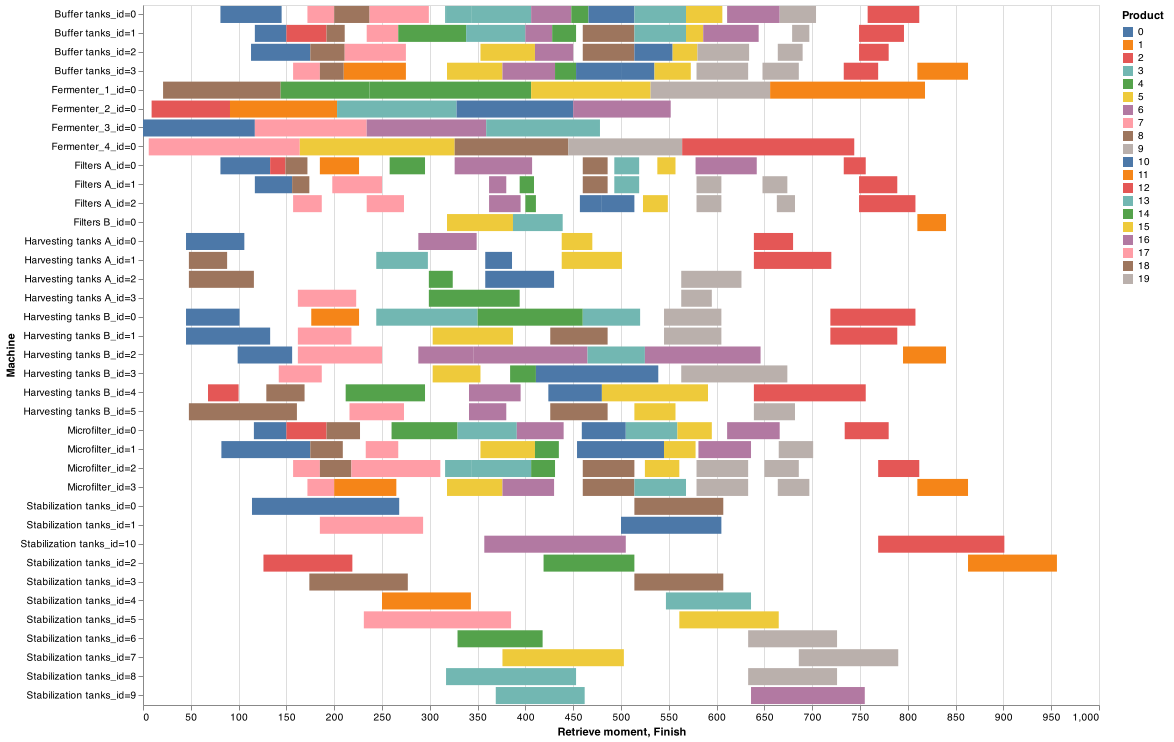 Product
0
1
2
3
4
5
6
7
8
9
10
11
12
13
14
15
16
17
18
19
Machine
Buffer tanks_id=0
Buffer tanks_id=1
Buffer tanks_id=2
Buffer tanks_id=3
Fermenter_1_id=0
Fermenter_2_id=0
Fermenter_3_id=0
Fermenter_4_id=0
Filters A_id=0
Filters A_id=1
Filters A_id=2
Filters B_id=0
Harvesting tanks A_id=0
Harvesting tanks A_id=1
Harvesting tanks A_id=2
Harvesting tanks A_id=3
Harvesting tanks B_id=0
Harvesting tanks B_id=1
Harvesting tanks B_id=2
Harvesting tanks B_id=3
Harvesting tanks B_id=4
Harvesting tanks B_id=5
Microfilter_id=0
Microfilter_id=1
Microfilter_id=2
Microfilter_id=3
Stabilization tanks_id=0
Stabilization tanks_id=1
Stabilization tanks_id=10
Stabilization tanks_id=2
Stabilization tanks_id=3
Stabilization tanks_id=4
Stabilization tanks_id=5
Stabilization tanks_id=6
Stabilization tanks_id=7
Stabilization tanks_id=8
Stabilization tanks_id=9
0 50 100 150 200 250 300 350 400 450 500 550 600 650 700 750 800 850 900 950 1,000
Retrieve moment, Finish